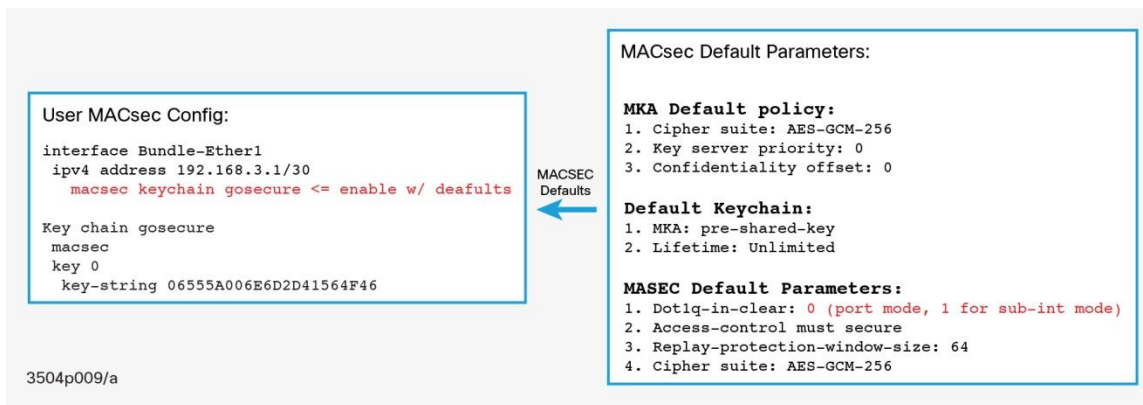 User MACsec Config:
interface Bundle-Ether1
ipv4 address 192.168.3.1/30
macsec keychain gosecure <= enable w/ deafults
Key chain gosecure
macsec
key 0
key-string 06555A006E6D2D41564F46
MACSEC
Defaults
MACsec Default Parameters:
MKA Default policy:
1. Cipher suite: AES-GCM-256
2. Key server priority: 0
3. Confidentiality offset: 0
Default Keychain:
1. MKA: pre-shared-key
2. Lifetime: Unlimited
MASEC Default Parameters:
1. Dot1q-in-clear: 0 (port mode, 1 for sub-int mode)
2. Access-control must secure
3. Replay-protection-window-size: 64
4. Cipher suite: AES-GCM-256
3504p009/a